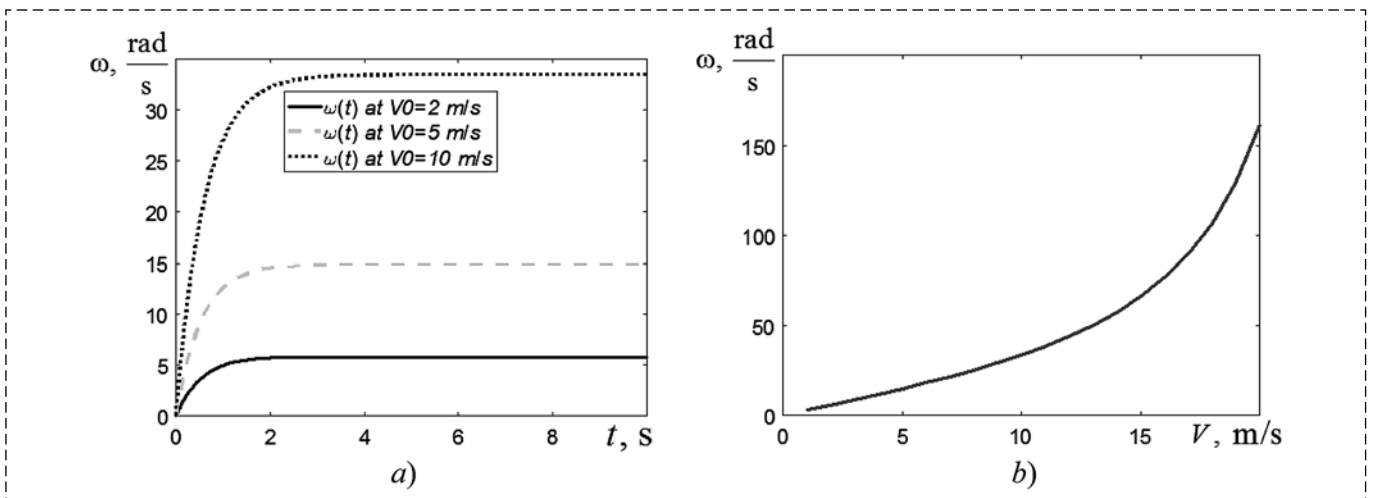 ω, rad/s
30
25
20
15
10
5
0
ω(t) at V0=2 m/s
ω(t) at V0=5 m/s
ω(t) at V0=10 m/s
0 2 4 6 8 t, s
a)
ω, rad/s
150
100
50
0
0 5 10 15 V, m/s
b)